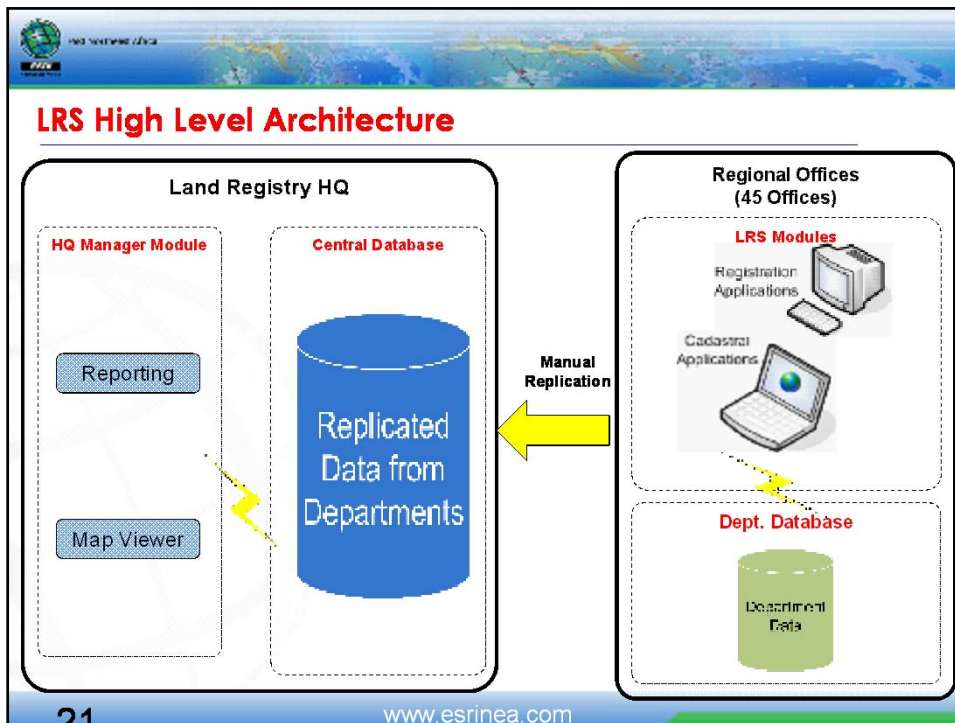 Northeast Africa
LRS High Level Architecture
Land Registry HQ
HQ Manager Module
Reporting
Map Viewer
Central Database
Replicated
Data from
Departments
Manual
Replication
Regional Offices
(45 Offices)
LRS Modules
Registration
Applications
Cadastral
Applications
Dept. Database
Department
Data
21
www.esrinea.com